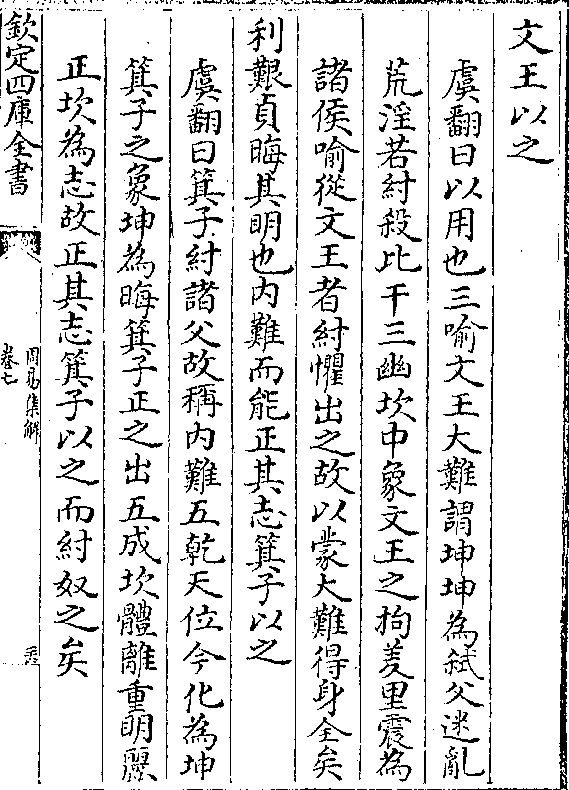 文王以之
虞翻曰以用也三喻文王大難謂坤坤為弑父迷亂
荒淫若紂殺比干三幽坎中象文王之拘羑里震為
諸侯喻從文王者紂懼出之故以蒙大難得身全矣
利艱貞晦其明也内難而能正其志箕子以之
虞翻曰箕子紂諸父故稱内難五乾天位今化為坤
箕子之象坤為晦箕子正之出五成坎體離重明麗
正坎為志故正其志箕子以之而紂奴之矣
欽定四庫全書
周易集解
卷七